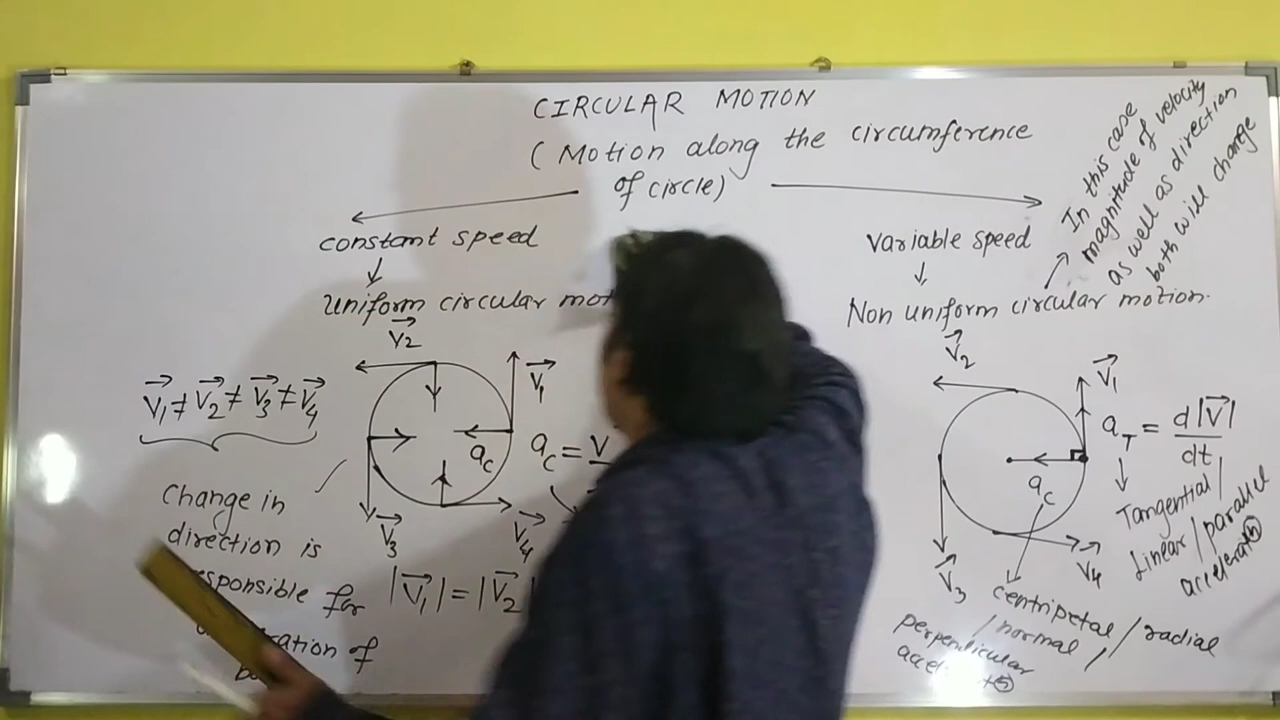 CIRCULAR MOTION
(Motion along the circumference
of circle)
constant speed
Uniform circular
V2
V1
V1 ≠ V2 ≠ V3 ≠ V4
ac
ac = V
V3
V4
Change in
direction is
responsible for
of
|V1| = |V2
Variable speed
Non uniform circular motion.
In this case
magnitude of velocity
as well as direction
both will change
V2
V1
aT = d|V|
dt
ac
Tangential/
Linear/parallel
V3
V4
centripetal/radial
/normal/
perpendicular